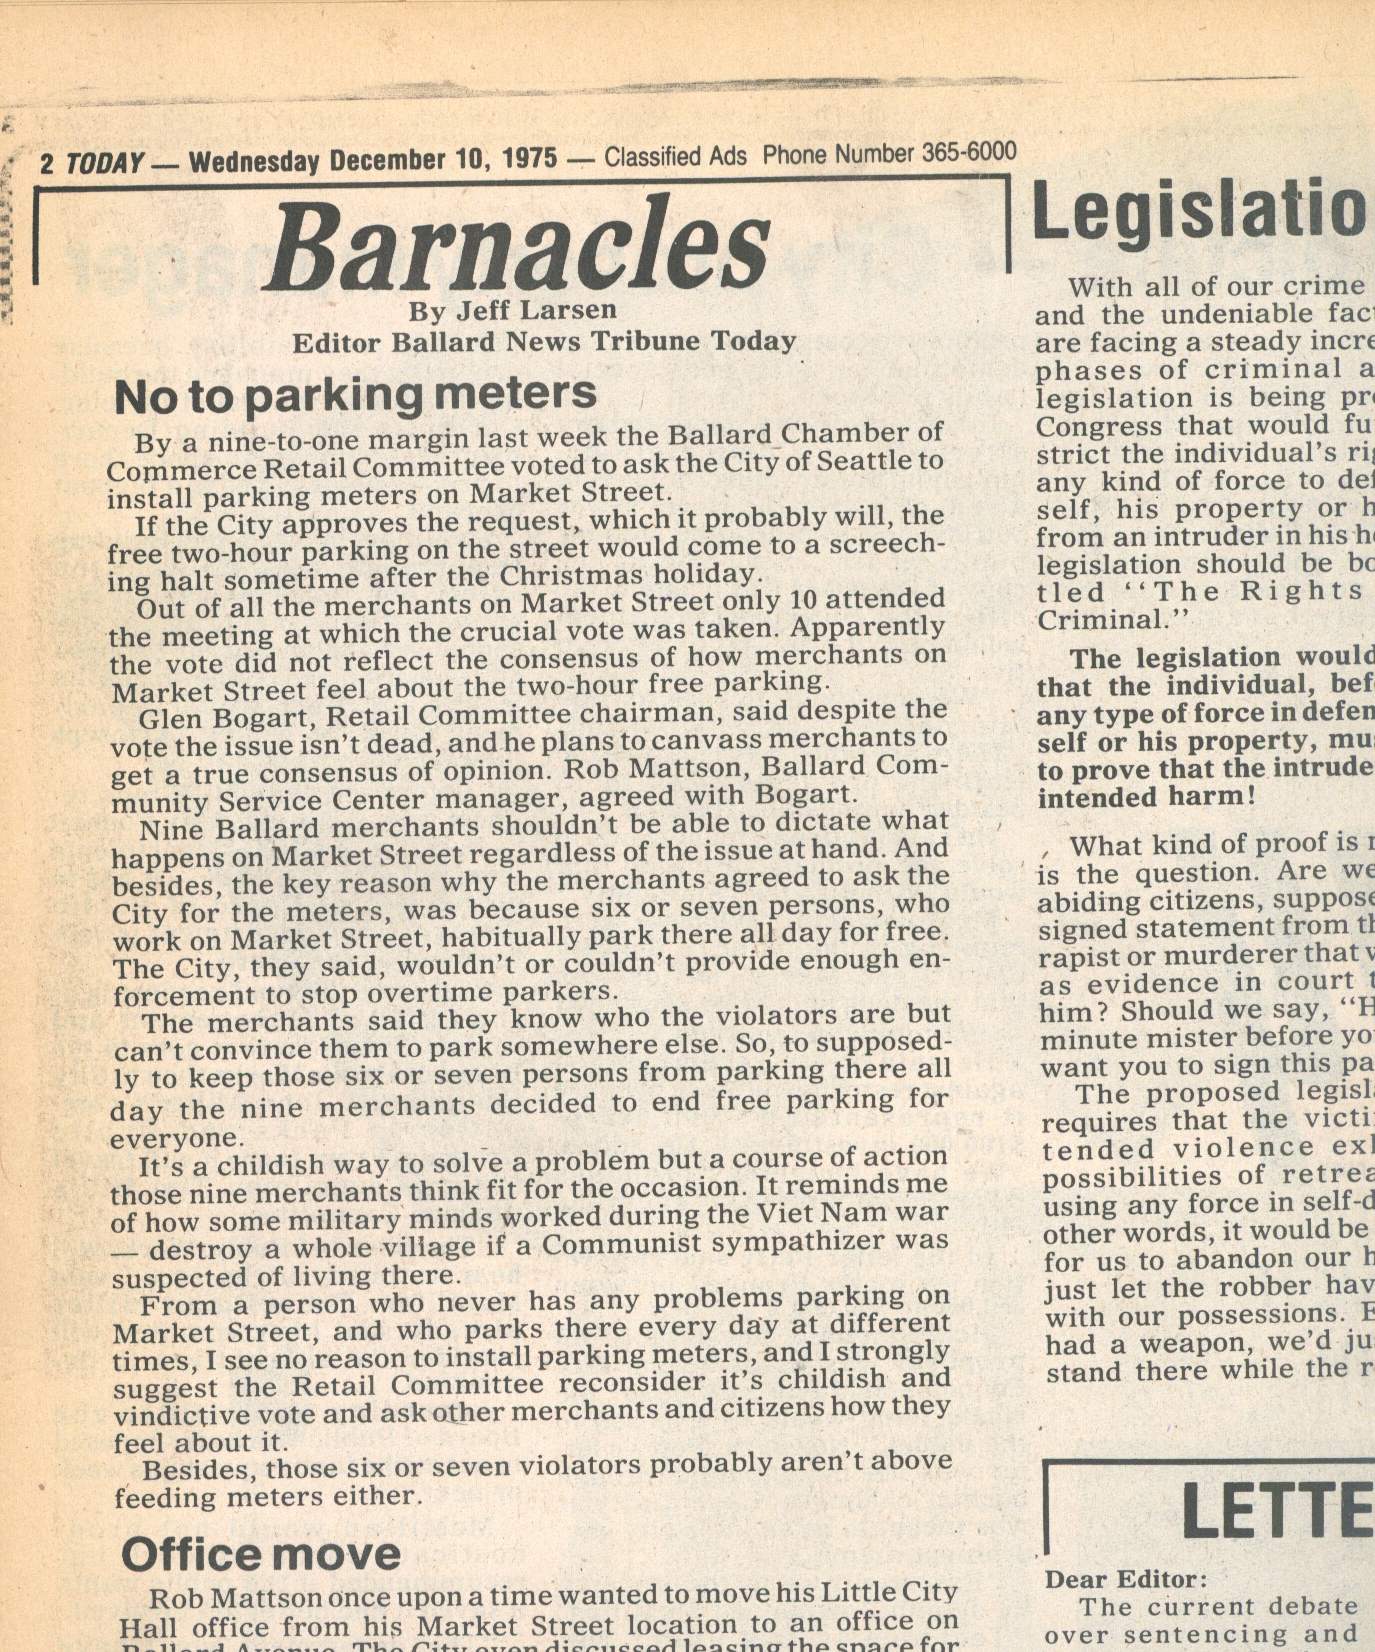 2 TODAY — Wednesday December 10, 1975 — Classified Ads Phone Number 365-6000
Barnacles
By Jeff Larsen
Editor Ballard News Tribune Today
No to parking meters
By a nine-to-one margin last week the Ballard Chamber of
Commerce Retail Committee voted to ask the City of Seattle to
install parking meters on Market Street.
If the City approves the request, which it probably will, the
free two-hour parking on the street would come to a screech-
ing halt sometime after the Christmas holiday.
Out of all the merchants on Market Street only 10 attended
the meeting at which the crucial vote was taken. Apparently
the vote did not reflect the consensus of how merchants on
Market Street feel about the two-hour free parking.
Glen Bogart, Retail Committee chairman, said despite the
vote the issue isn't dead, and he plans to canvass merchants to
get a true consensus of opinion. Rob Mattson, Ballard Com-
munity Service Center manager, agreed with Bogart.
Nine Ballard merchants shouldn't be able to dictate what
happens on Market Street regardless of the issue at hand. And
besides, the key reason why the merchants agreed to ask the
City for the meters, was because six or seven persons, who
work on Market Street, habitually park there all day for free.
The City, they said, wouldn't or couldn't provide enough en-
forcement to stop overtime parkers.
The merchants said they know who the violators are but
can't convince them to park somewhere else. So, to supposed-
ly to keep those six or seven persons from parking there all
day the nine merchants decided to end free parking for
everyone.
It's a childish way to solve a problem but a course of action
those nine merchants think fit for the occasion. It reminds me
of how some military minds worked during the Viet Nam war
— destroy a whole village if a Communist sympathizer was
suspected of living there.
From a person who never has any problems parking on
Market Street, and who parks there every day at different
times, I see no reason to install parking meters, and I strongly
suggest the Retail Committee reconsider it's childish and
vindictive vote and ask other merchants and citizens how they
feel about it.
Besides, those six or seven violators probably aren't above
feeding meters either.
Office move
Rob Mattson once upon a time wanted to move his Little City
Hall office from his Market Street location to an office on
Ballard Avenue. The City even discussed leasing the space for
Legislatio
With all of our crime
and the undeniable fact
are facing a steady incre
phases of criminal a
legislation is being pro
Congress that would fu
strict the individual's rig
any kind of force to def
self, his property or h
from an intruder in his ho
legislation should be bo
tled "The Rights
Criminal."
The legislation would
that the individual, bef
any type of force in defen
self or his property, mus
to prove that the intrude
intended harm!
What kind of proof is n
is the question. Are we
abiding citizens, suppose
signed statement from th
rapist or murderer that w
as evidence in court t
him? Should we say, "H
minute mister before yo
want you to sign this pa
The proposed legisla
requires that the victi
tended violence exh
possibilities of retrea
using any force in self-d
other words, it would be
for us to abandon our h
just let the robber hav
with our possessions. E
had a weapon, we'd jus
stand there while the r
LETTE
Dear Editor:
The current debate
over sentencing and